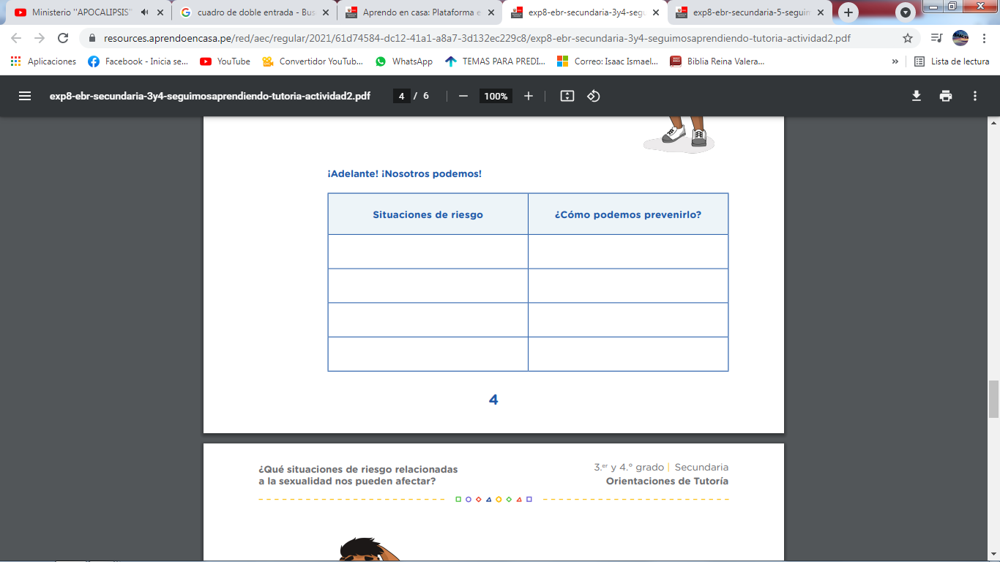 Ministerio "APOCALIPSIS"
cuadro de doble entrada - Bus
Aprendo en casa: Plataforma e
exp8-ebr-secundaria-3y4-segu
exp8-ebr-secundaria-5-seguim
resources.aprendoencasa.pe/red/aec/regular/2021/61d74584-dc12-41a1-a8a7-3d132ec229c8/exp8-ebr-secundaria-3y4-seguimosaprendiendo-tutoria-actividad2.pdf
Aplicaciones
Facebook - Inicia se...
YouTube
Convertidor YouTub...
WhatsApp
TEMAS PARA PREDI...
Correo: Isaac Ismael...
Biblia Reina Valera...
»
Lista de lectura
exp8-ebr-secundaria-3y4-seguimosaprendiendo-tutoria-actividad2.pdf
4 / 6
100%
¡Adelante! ¡Nosotros podemos!
Situaciones de riesgo
¿Cómo podemos prevenirlo?
4
¿Qué situaciones de riesgo relacionadas
a la sexualidad nos pueden afectar?
3.er y 4.° grado | Secundaria
Orientaciones de Tutoría